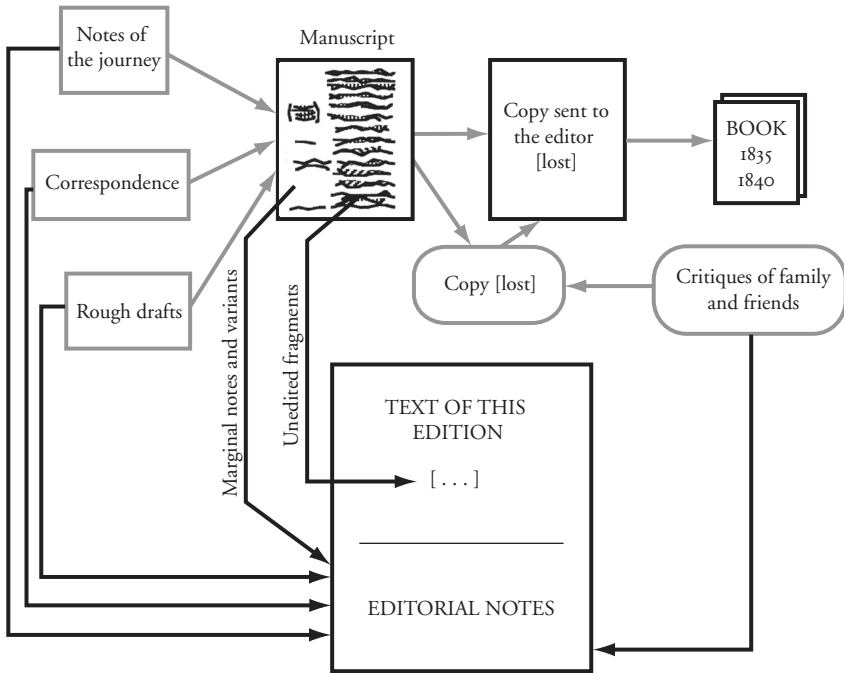 Notes of
the journey
Manuscript
Copy sent to
the editor
[lost]
BOOK
1835
1840
Correspondence
Rough drafts
Copy [lost]
Critiques of family
and friends
Marginal notes and variants
Unedited fragments
TEXT OF THIS
EDITION
[ . . . ]
EDITORIAL NOTES